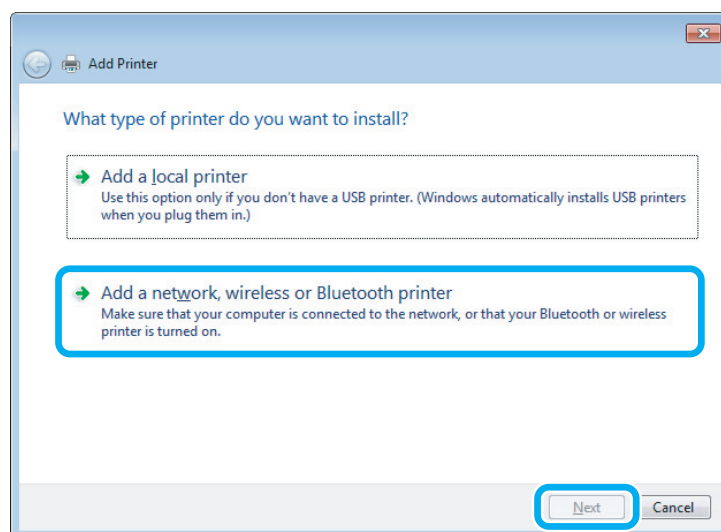 Add Printer
What type of printer do you want to install?
Add a local printer
Use this option only if you don't have a USB printer. (Windows automatically installs USB printers
when you plug them in.)
Add a network, wireless or Bluetooth printer
Make sure that your computer is connected to the network, or that your Bluetooth or wireless
printer is turned on.
Next Cancel